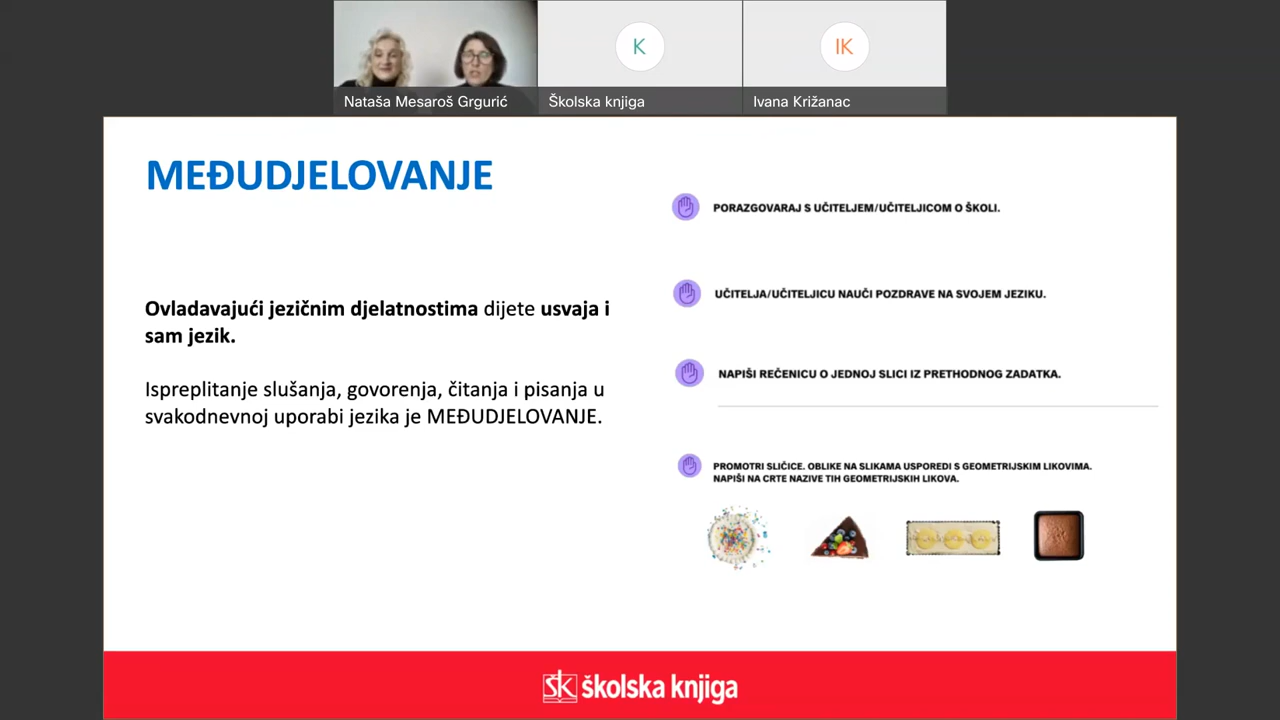 K
IK
Nataša Mesaroš Grgurić
Školska knjiga
Ivana Križanac
MEĐUDJELOVANJE
Ovladavajući jezičnim djelatnostima dijete usvaja i
sam jezik.
Ispreplitanje slušanja, govorenja, čitanja i pisanja u
svakodnevnoj uporabi jezika je MEĐUDJELOVANJE.
PORAZGOVARAJ S UČITELJEM/UČITELJICOM O ŠKOLI.
UČITELJA/UČITELJICU NAUČI POZDRAVE NA SVOJEM JEZIKU.
NAPIŠI REČENICU O JEDNOJ SLICI IZ PRETHODNOG ZADATKA.
PROMOTRI SLIČICE. OBLIKE NA SLIKAMA USPOREDI S GEOMETRIJSKIM LIKOVIMA.
NAPIŠI NA CRTE NAZIVE TIH GEOMETRIJSKIH LIKOVA.
ŠK školska knjiga